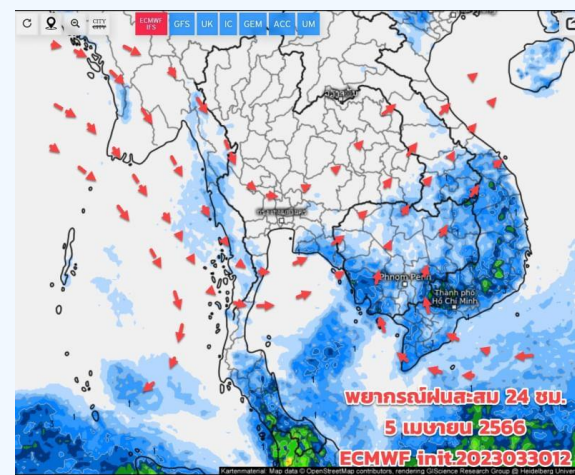 CITY
CITY
ECMWF
IFS
GFS
UK
IC
GEM
ACC
UM
Phnom Penh
Thành phố
Hồ Chí Minh
พยากรณ์ฝนสะสม 24 ชม.
5 เมษายน 2566
ECMWF init.2023033012
Kartenmaterial: Map data © OpenStreetMap contributors, rendering GIScience Research Group @ Heidelberg Univer